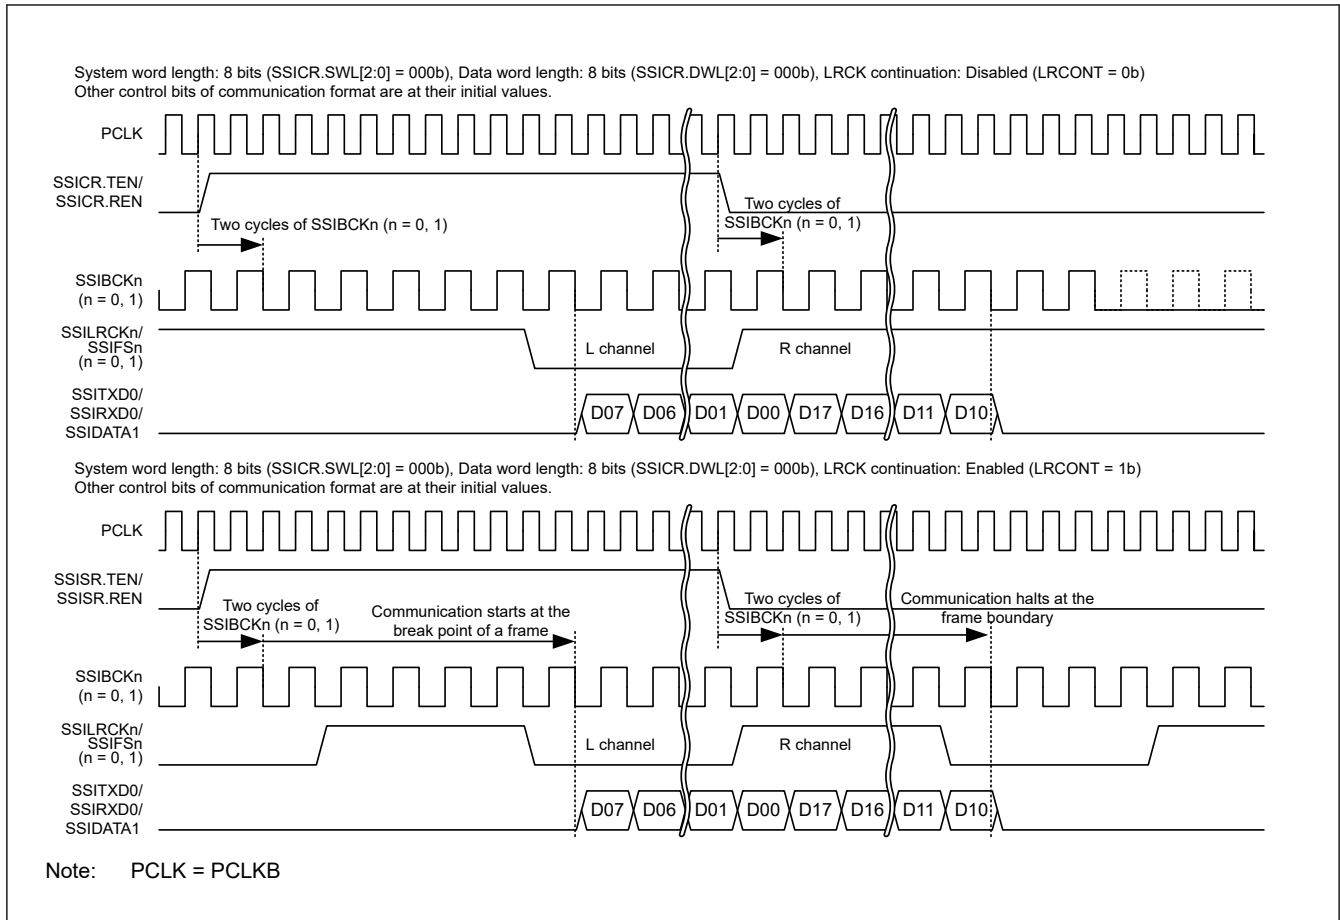 System word length: 8 bits (SSICR.SWL[2:0] = 000b), Data word length: 8 bits (SSICR.DWL[2:0] = 000b), LRCK continuation: Disabled (LRCONT = 0b)
Other control bits of communication format are at their initial values.
PCLK
SSICR.TEN/
SSICR.REN
Two cycles of SSIBCKn (n = 0, 1)
Two cycles of
SSIBCKn (n = 0, 1)
SSIBCKn
(n = 0, 1)
SSILRCKn/
SSIFSn
(n = 0, 1)
L channel
R channel
SSITXD0/
SSIRXD0/
SSIDATA1
D07 D06 D01 D00 D17 D16 D11 D10
System word length: 8 bits (SSICR.SWL[2:0] = 000b), Data word length: 8 bits (SSICR.DWL[2:0] = 000b), LRCK continuation: Enabled (LRCONT = 1b)
Other control bits of communication format are at their initial values.
PCLK
SSISR.TEN/
SSISR.REN
Two cycles of
SSIBCKn (n = 0, 1)
Communication starts at the
break point of a frame
Two cycles of
SSIBCKn (n = 0, 1)
Communication halts at the
frame boundary
SSIBCKn
(n = 0, 1)
SSILRCKn/
SSIFSn
(n = 0, 1)
L channel
R channel
SSITXD0/
SSIRXD0/
SSIDATA1
D07 D06 D01 D00 D17 D16 D11 D10
Note: PCLK = PCLKB